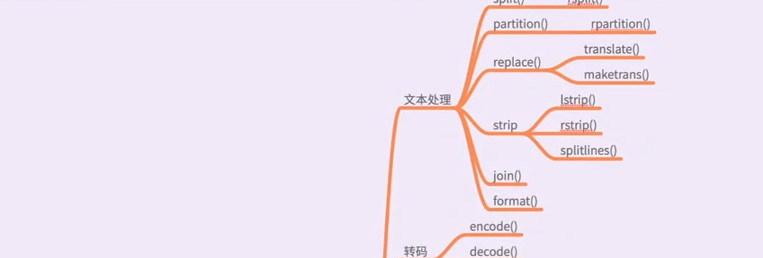 split() rsplit()
partition() rpartition()
replace()
translate()
maketrans()
文本处理
strip
lstrip()
rstrip()
splitlines()
join()
format()
转码
encode()
decode()